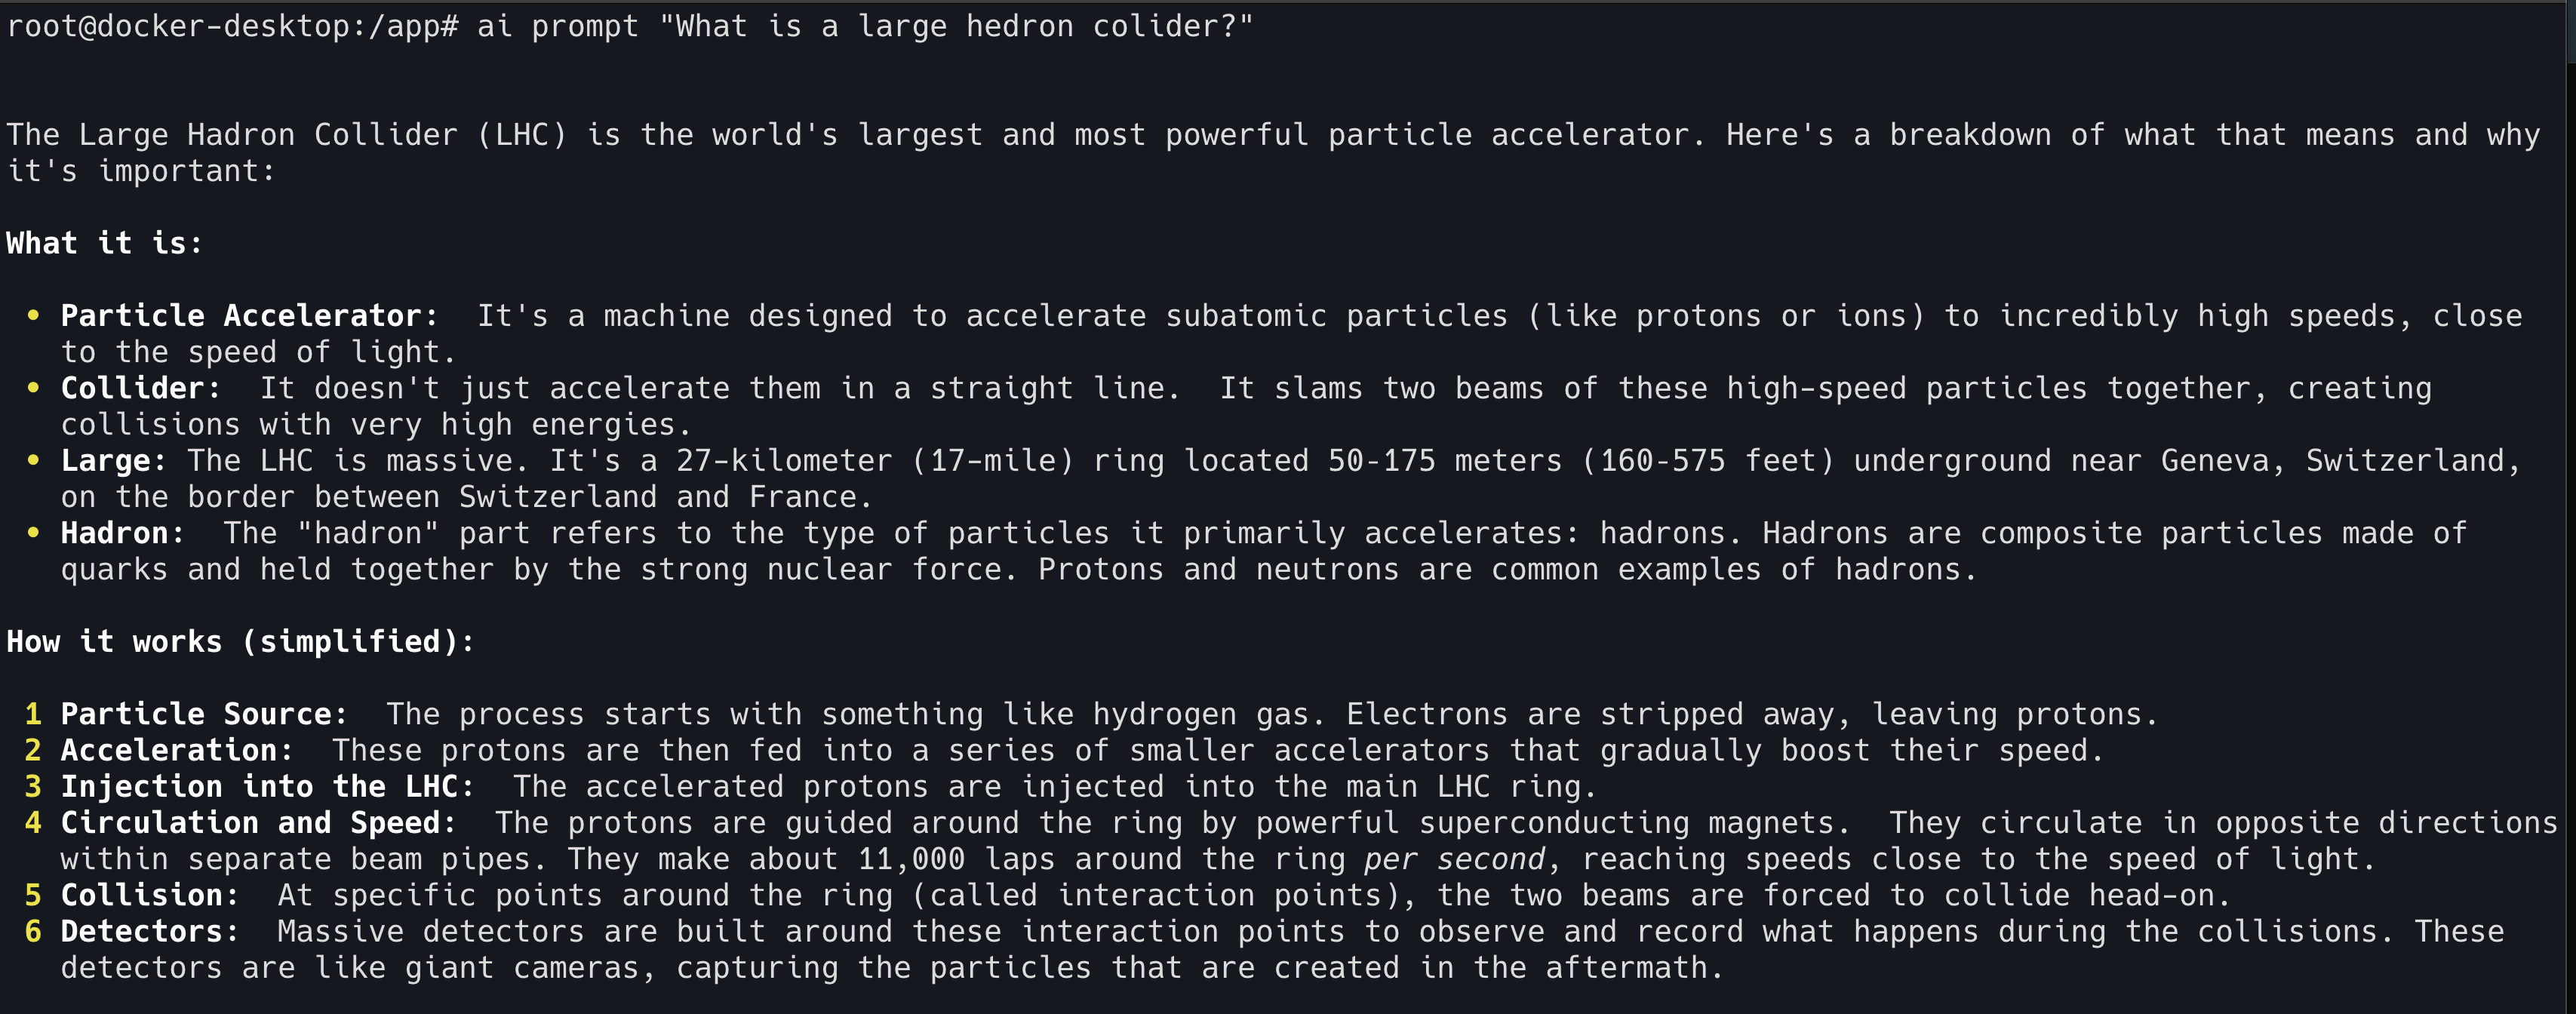 root@docker-desktop:/app# ai prompt "What is a large hedron colider?"
The Large Hadron Collider (LHC) is the world's largest and most powerful particle accelerator. Here's a breakdown of what that means and why
it's important:
What it is:
• Particle Accelerator:  It's a machine designed to accelerate subatomic particles (like protons or ions) to incredibly high speeds, close
to the speed of light.
• Collider:  It doesn't just accelerate them in a straight line.  It slams two beams of these high-speed particles together, creating
collisions with very high energies.
• Large: The LHC is massive. It's a 27-kilometer (17-mile) ring located 50-175 meters (160-575 feet) underground near Geneva, Switzerland,
on the border between Switzerland and France.
• Hadron:  The "hadron" part refers to the type of particles it primarily accelerates: hadrons. Hadrons are composite particles made of
quarks and held together by the strong nuclear force. Protons and neutrons are common examples of hadrons.
How it works (simplified):
1 Particle Source:  The process starts with something like hydrogen gas. Electrons are stripped away, leaving protons.
2 Acceleration:  These protons are then fed into a series of smaller accelerators that gradually boost their speed.
3 Injection into the LHC:  The accelerated protons are injected into the main LHC ring.
4 Circulation and Speed:  The protons are guided around the ring by powerful superconducting magnets.  They circulate in opposite directions
within separate beam pipes. They make about 11,000 laps around the ring per second, reaching speeds close to the speed of light.
5 Collision:  At specific points around the ring (called interaction points), the two beams are forced to collide head-on.
6 Detectors:  Massive detectors are built around these interaction points to observe and record what happens during the collisions. These
detectors are like giant cameras, capturing the particles that are created in the aftermath.